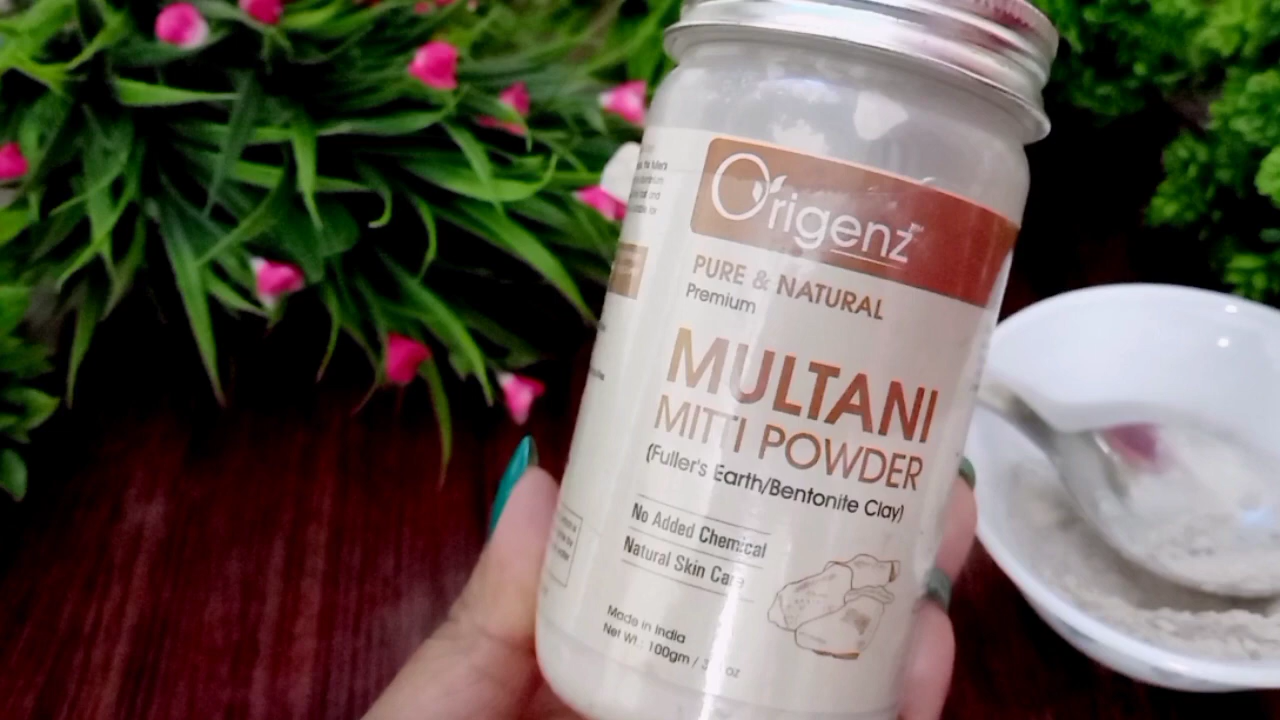 Origenz
PURE & NATURAL
Premium
MULTANI
MITTI POWDER
(Fuller's Earth/Bentonite Clay)
No Added Chemical
Natural Skin Care
Made in India
Net Wt.: 100gm / oz